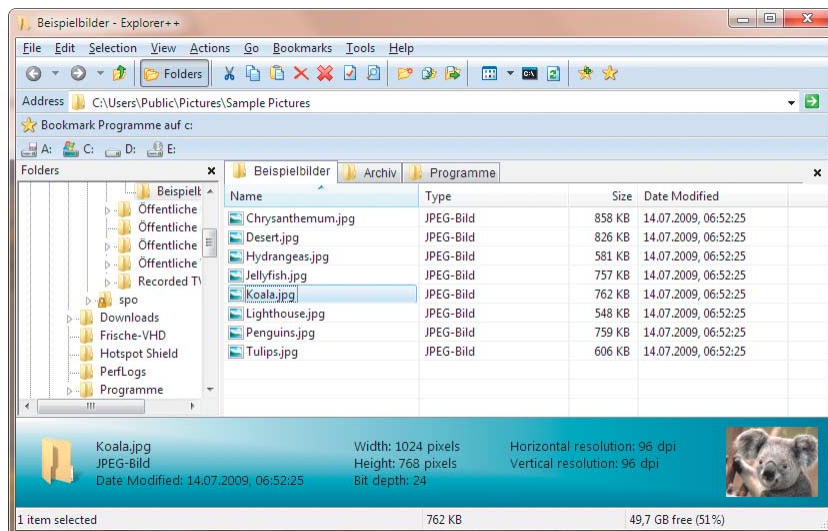 Beispielbilder - Explorer++
File Edit Selection View Actions Go Bookmarks Tools Help
Folders
Address C:\Users\Public\Pictures\Sample Pictures
Bookmark Programme auf c:
A: C: D: E:
Folders
Beispielb
Öffentliche
Öffentliche
Öffentliche
Öffentliche
Recorded TV
spo
Downloads
Frische-VHD
Hotspot Shield
PerfLogs
Programme
Beispielbilder Archiv Programme
Name Type Size Date Modified
Chrysanthemum.jpg JPEG-Bild 858 KB 14.07.2009, 06:52:25
Desert.jpg JPEG-Bild 826 KB 14.07.2009, 06:52:25
Hydrangeas.jpg JPEG-Bild 581 KB 14.07.2009, 06:52:25
Jellyfish.jpg JPEG-Bild 757 KB 14.07.2009, 06:52:25
Koala.jpg JPEG-Bild 762 KB 14.07.2009, 06:52:25
Lighthouse.jpg JPEG-Bild 548 KB 14.07.2009, 06:52:25
Penguins.jpg JPEG-Bild 759 KB 14.07.2009, 06:52:25
Tulips.jpg JPEG-Bild 606 KB 14.07.2009, 06:52:25
Koala.jpg Width: 1024 pixels Horizontal resolution: 96 dpi
JPEG-Bild Height: 768 pixels Vertical resolution: 96 dpi
Date Modified: 14.07.2009, 06:52:25 Bit depth: 24
1 item selected 762 KB 49,7 GB free (51%)